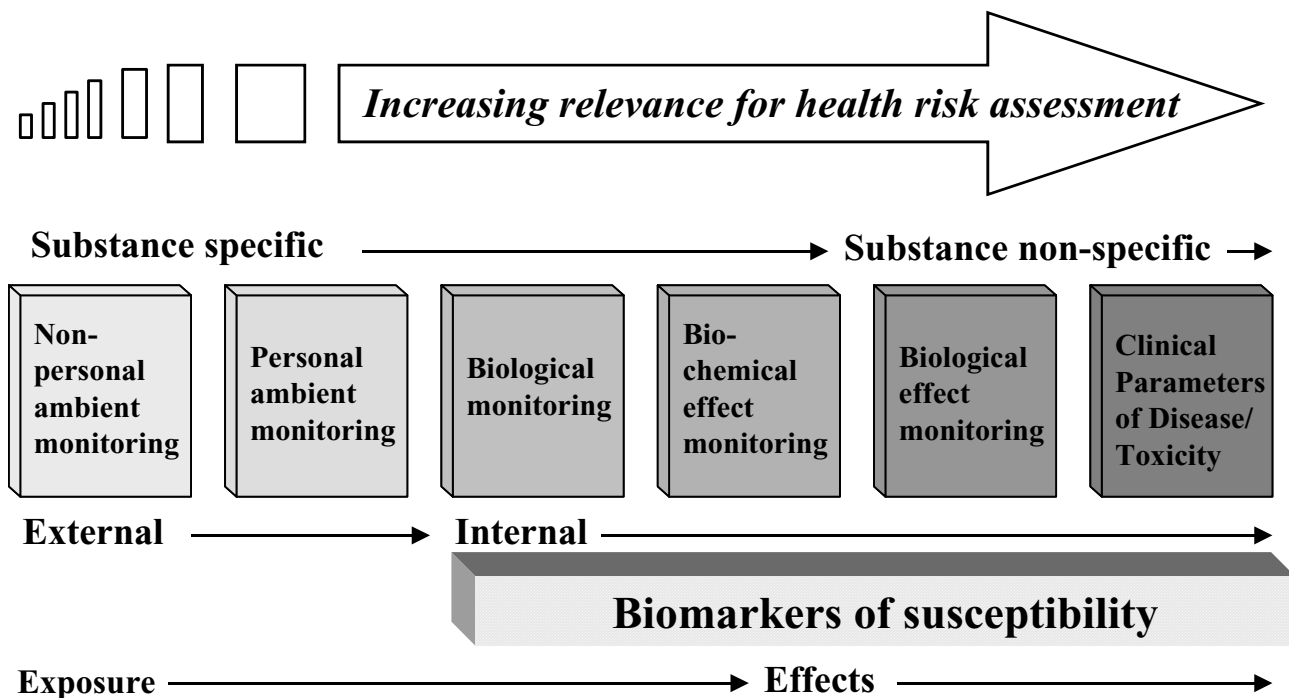 Increasing relevance for health risk assessment
Substance specific
Substance non-specific
Non-
personal
ambient
monitoring
Personal
ambient
monitoring
Biological
monitoring
Bio-
chemical
effect
monitoring
Biological
effect
monitoring
Clinical
Parameters
of Disease/
Toxicity
External
Internal
Biomarkers of susceptibility
Exposure
Effects